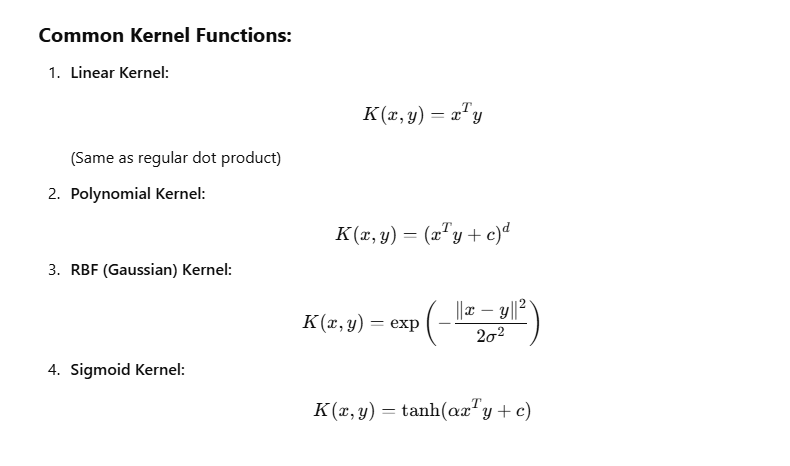 Common Kernel Functions:
1. Linear Kernel:
K(x, y) = x^T y
(Same as regular dot product)
2. Polynomial Kernel:
K(x, y) = (x^T y + c)^d
3. RBF (Gaussian) Kernel:
K(x, y) = exp(−‖x − y‖² / 2σ²)
4. Sigmoid Kernel:
K(x, y) = tanh(αx^T y + c)